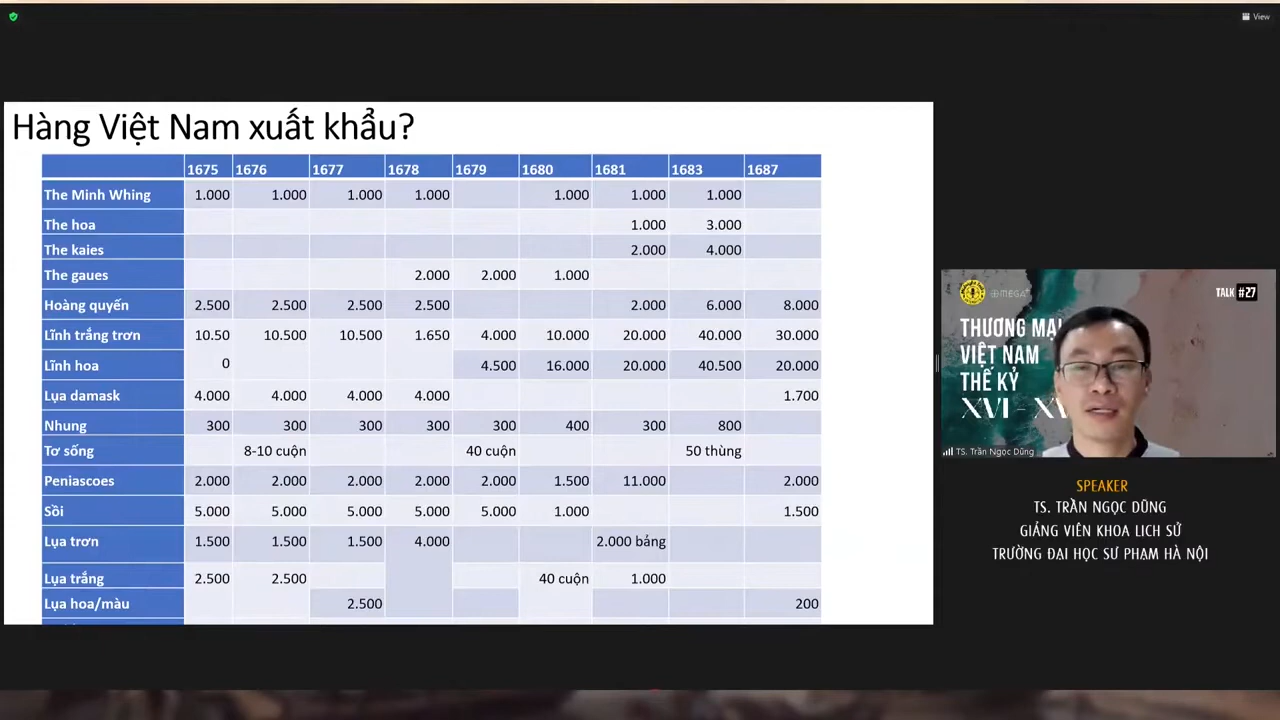 View
Hàng Việt Nam xuất khẩu?
1675 1676 1677 1678 1679 1680 1681 1683 1687
The Minh Whing 1.000 1.000 1.000 1.000 1.000 1.000 1.000
The hoa 1.000 3.000
The kaies 2.000 4.000
The gaues 2.000 2.000 1.000
Hoàng quyến 2.500 2.500 2.500 2.500 2.000 6.000 8.000
Lĩnh trắng trơn 10.50 10.500 10.500 1.650 4.000 10.000 20.000 40.000 30.000
Lĩnh hoa 0 4.500 16.000 20.000 40.500 20.000
Lụa damask 4.000 4.000 4.000 4.000 1.700
Nhung 300 300 300 300 300 400 300 800
Tơ sống 8-10 cuộn 40 cuộn 50 thùng
Peniascoes 2.000 2.000 2.000 2.000 2.000 1.500 11.000 2.000
Sồi 5.000 5.000 5.000 5.000 5.000 1.000 1.500
Lụa trơn 1.500 1.500 1.500 4.000 2.000 bảng
Lụa trắng 2.500 2.500 40 cuộn 1.000
Lụa hoa/màu 2.500 200
OMEGA+
TALK #27
THƯƠNG MẠI
VIỆT NAM
THẾ KỶ
XVI - XV
TS. Trần Ngọc Dũng
SPEAKER
TS. TRẦN NGỌC DŨNG
GIẢNG VIÊN KHOA LỊCH SỬ
TRƯỜNG ĐẠI HỌC SƯ PHẠM HÀ NỘI